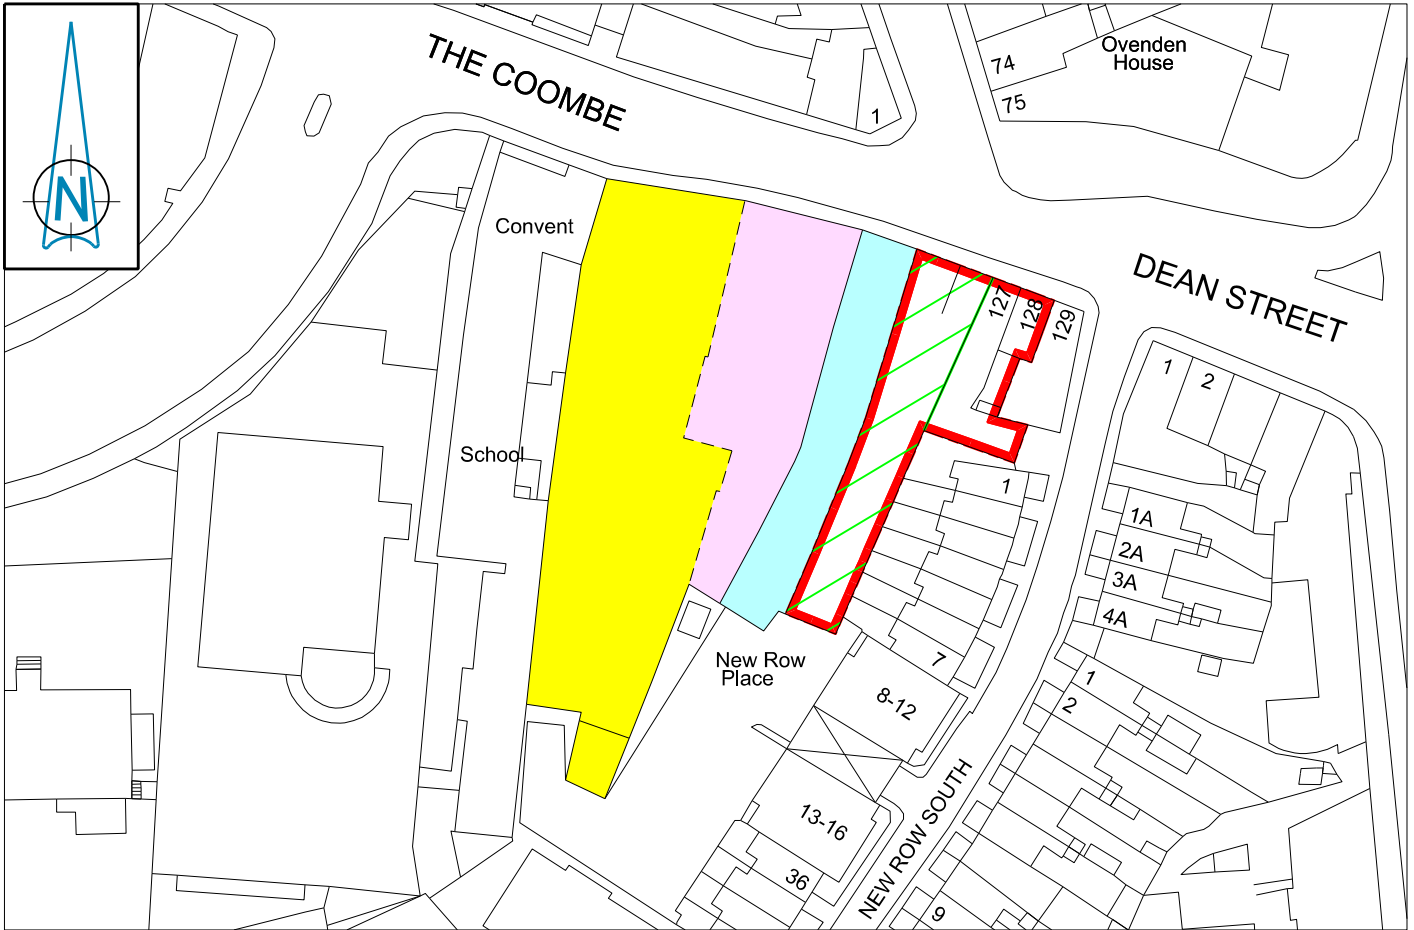 THE COOMBE
Ovenden
House
74
75
1
N
Convent
DEAN STREET
127
128
129
1
2
School
1
1A
2A
3A
4A
New Row
Place
7
8-12
1
2
13-16
36
NEW ROW SOUTH
9